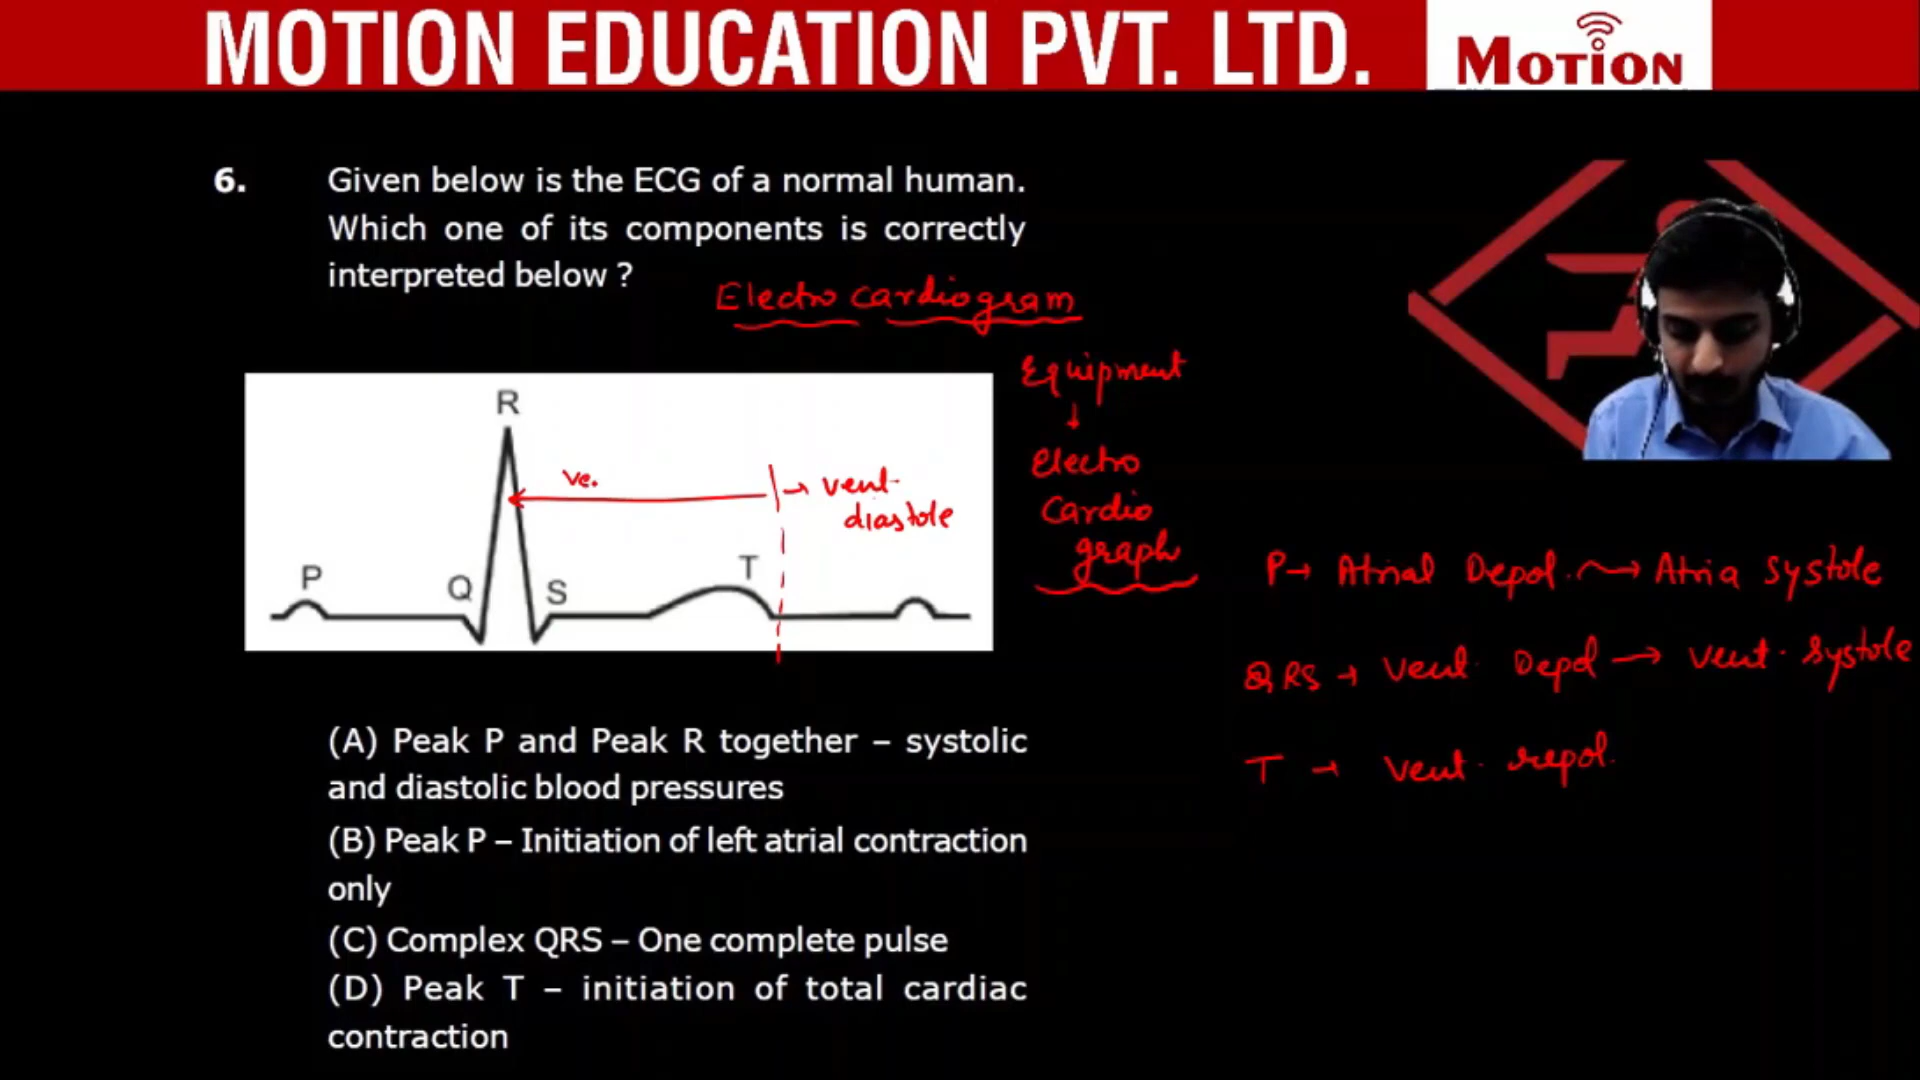 MOTION EDUCATION PVT. LTD.
MOTION
6. Given below is the ECG of a normal human.
Which one of its components is correctly
interpreted below ?
Electro cardiogram
Equipment
Electro
Cardio
graph
R
ve.
→ vent.
diastole
P
Q
S
T
P → Atrial Depol. → Atria systole
QRS → Vent. Depol → vent. systole
T → vent. repol.
(A) Peak P and Peak R together – systolic
and diastolic blood pressures
(B) Peak P – Initiation of left atrial contraction
only
(C) Complex QRS – One complete pulse
(D) Peak T – initiation of total cardiac
contraction